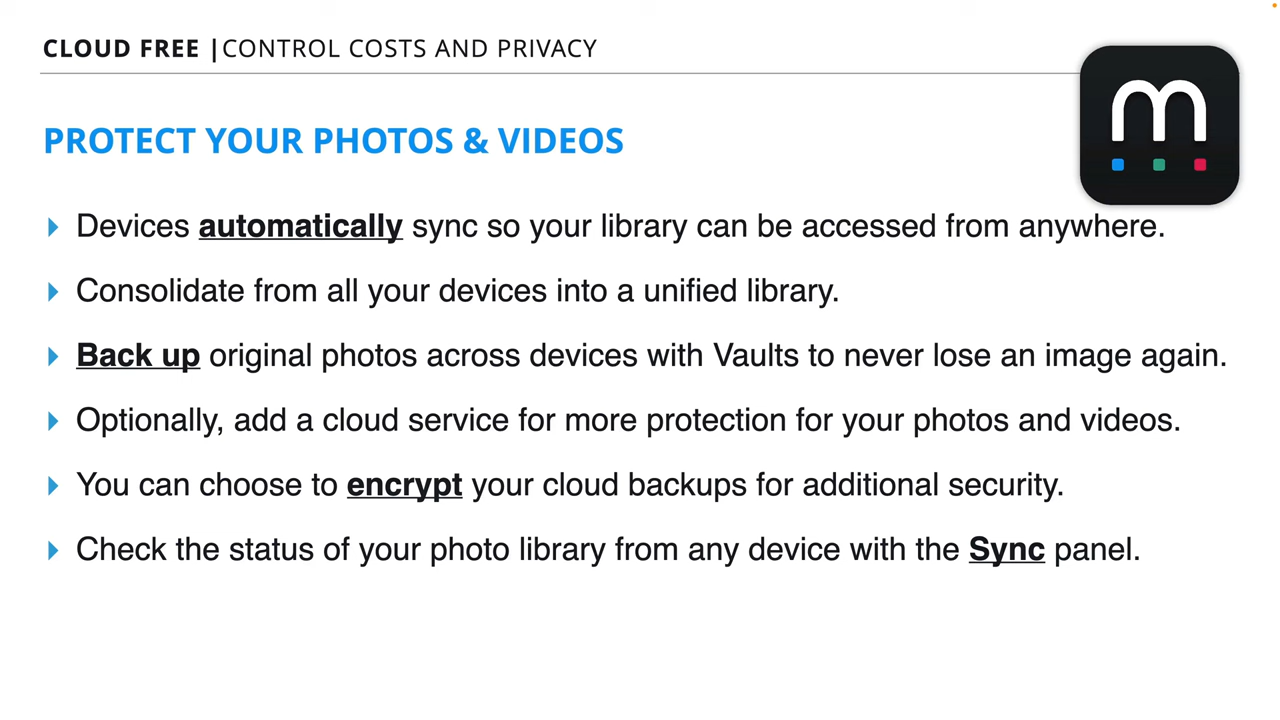 CLOUD FREE | CONTROL COSTS AND PRIVACY
m
PROTECT YOUR PHOTOS & VIDEOS
Devices automatically sync so your library can be accessed from anywhere.
Consolidate from all your devices into a unified library.
Back up original photos across devices with Vaults to never lose an image again.
Optionally, add a cloud service for more protection for your photos and videos.
You can choose to encrypt your cloud backups for additional security.
Check the status of your photo library from any device with the Sync panel.